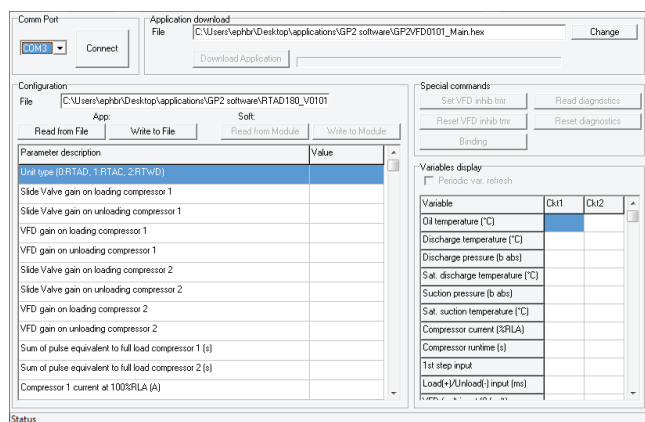 Comm Port
COM3
Connect
Application download
File C:\Users\ephbr\Desktop\applications\GP2 software\GP2VFD0101_Main.hex Change
Download Application
Configuration
File C:\Users\ephbr\Desktop\applications\GP2 software\RTAD180_V0101
App: Soft:
Read from File Write to File Read from Module Write to Module
Parameter description Value
Unit type (0:RTAD, 1:RTAC, 2:RTWD)
Slide Valve gain on loading compressor 1
Slide Valve gain on unloading compressor 1
VFD gain on loading compressor 1
VFD gain on unloading compressor 1
Slide Valve gain on loading compressor 2
Slide Valve gain on unloading compressor 2
VFD gain on loading compressor 2
VFD gain on unloading compressor 2
Sum of pulse equivalent to full load compressor 1 (s)
Sum of pulse equivalent to full load compressor 2 (s)
Compressor 1 current at 100%RLA (A)
Special commands
Set VFD inhib tmr Read diagnostics
Reset VFD inhib tmr Reset diagnostics
Binding
Variables display
Periodic var. refresh
Variable Ckt1 Ckt2
Oil temperature (°C)
Discharge temperature (°C)
Discharge pressure (b abs)
Sat. discharge temperature (°C)
Suction pressure (b abs)
Sat. suction temperature (°C)
Compressor current (%RLA)
Compressor runtime (s)
1st step input
Load(+)/Unload(-) input (ms)
Status